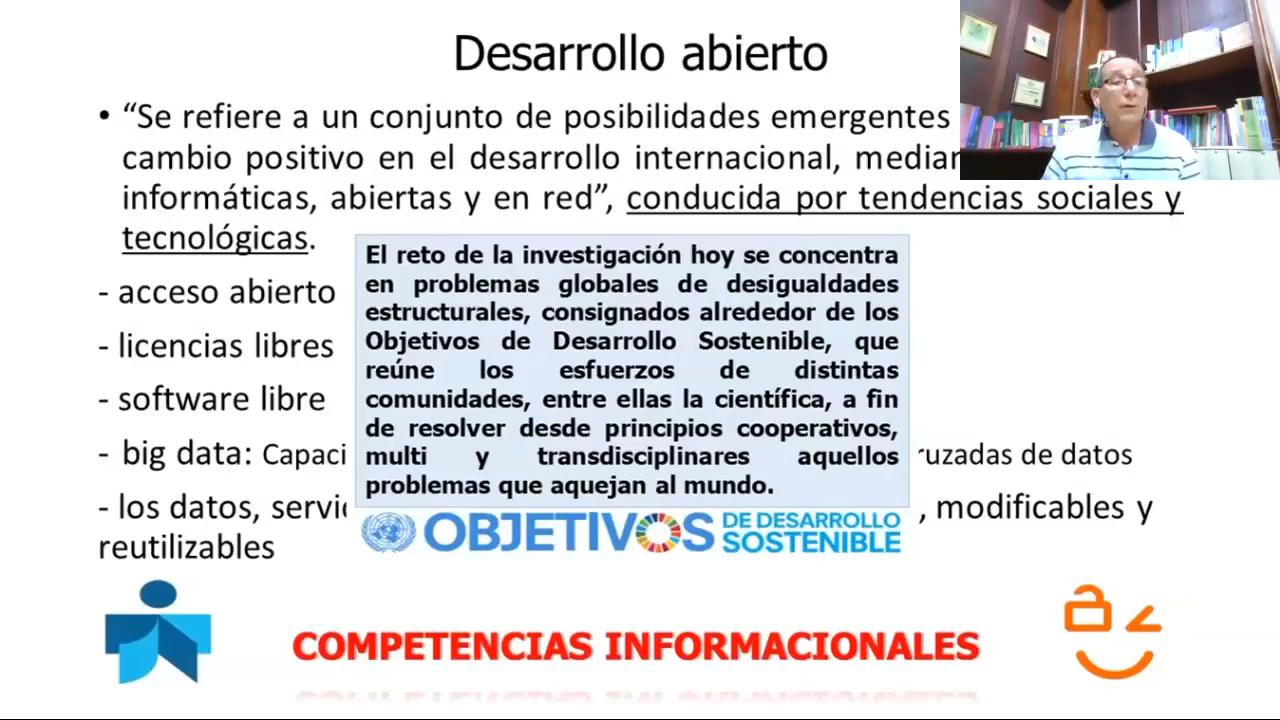 Desarrollo abierto
• “Se refiere a un conjunto de posibilidades emergentes
cambio positivo en el desarrollo internacional,
informáticas, abiertas y en red”, conducida por tendencias sociales y
tecnológicas.
- acceso abierto
- licencias libres
- software libre
- big data: ruzadas de datos
- los datos, , modificables y
reutilizables
El reto de la investigación hoy se concentra
en problemas globales de desigualdades
estructurales, consignados alrededor de los
Objetivos de Desarrollo Sostenible, que
reúne los esfuerzos de distintas
comunidades, entre ellas la científica, a fin
de resolver desde principios cooperativos,
multi y transdisciplinares aquellos
problemas que aquejan al mundo.
OBJETIVOS DE DESARROLLO
SOSTENIBLE
COMPETENCIAS INFORMACIONALES